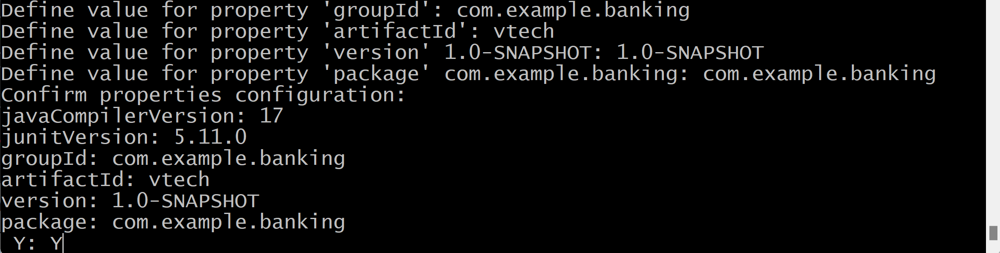 Define value for property 'groupId': com.example.banking
Define value for property 'artifactId': vtech
Define value for property 'version' 1.0-SNAPSHOT: 1.0-SNAPSHOT
Define value for property 'package' com.example.banking: com.example.banking
Confirm properties configuration:
javaCompilerVersion: 17
junitVersion: 5.11.0
groupId: com.example.banking
artifactId: vtech
version: 1.0-SNAPSHOT
package: com.example.banking
 Y: Y